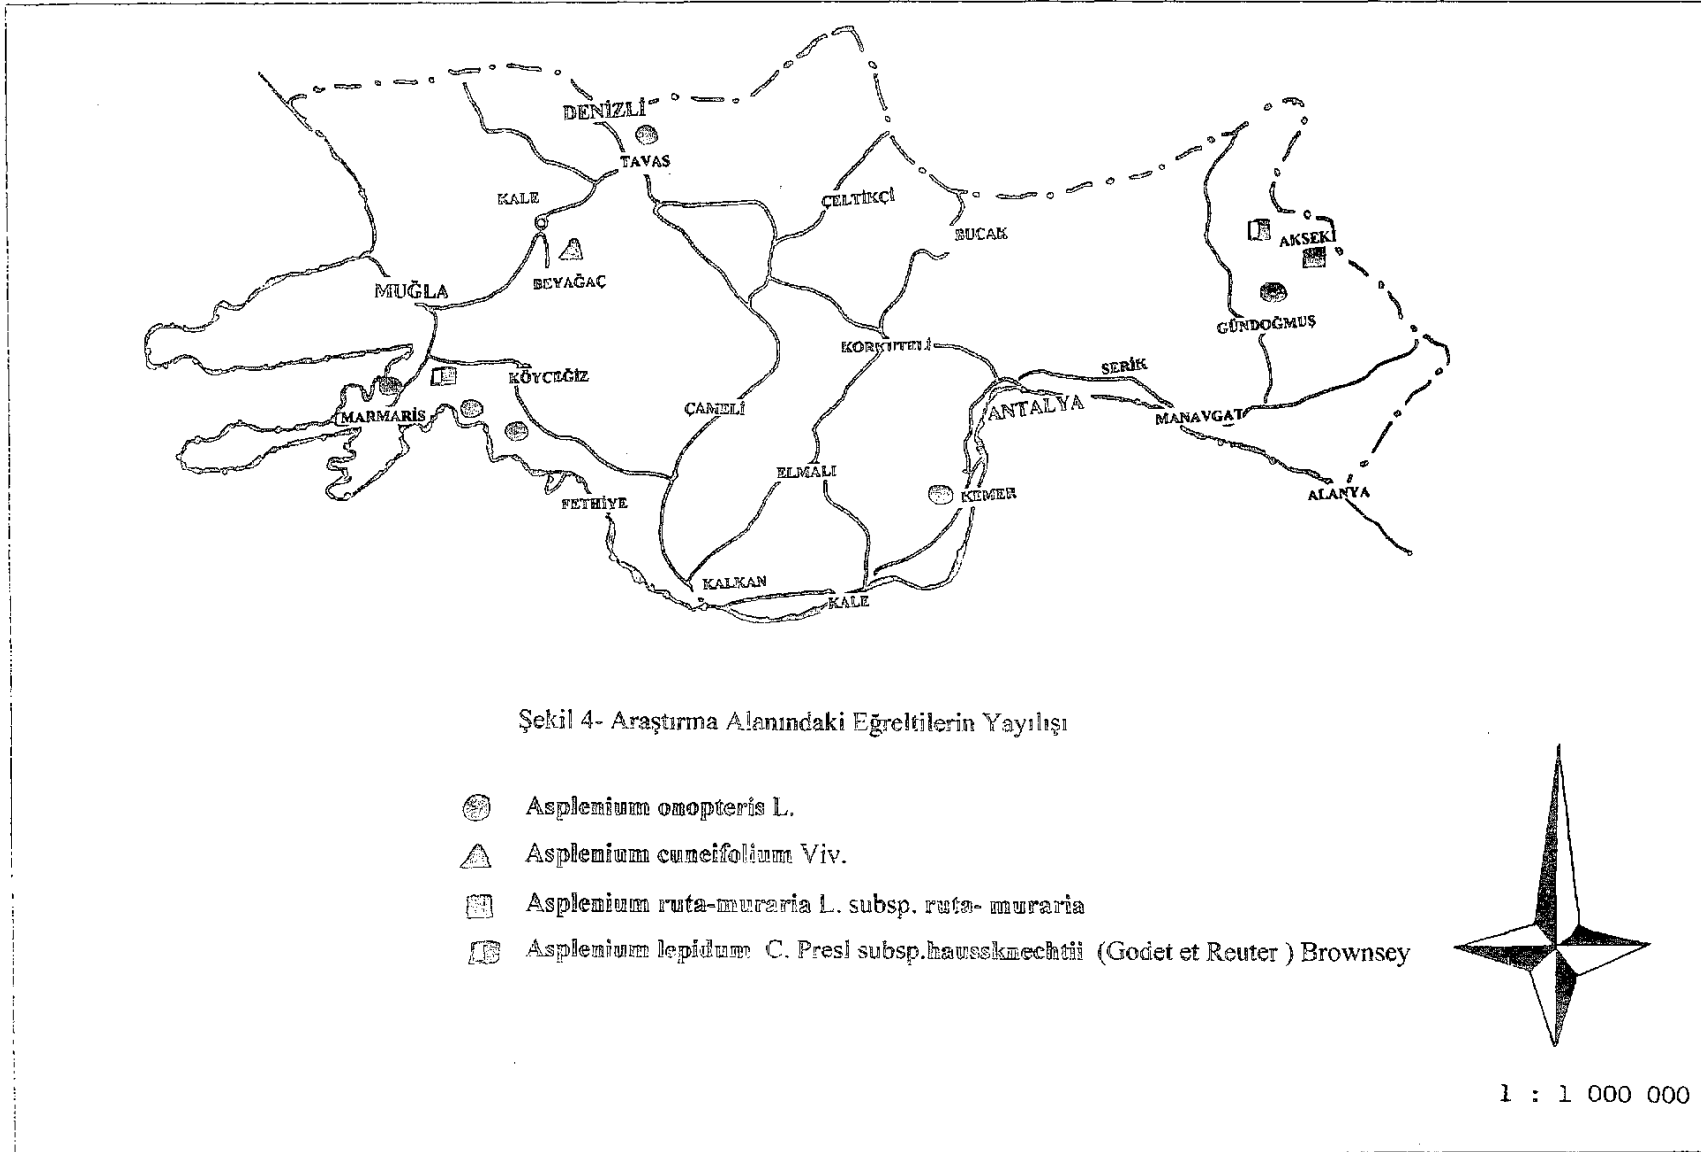 DENİZLİ
TAVAS
KALE
ÇELTİKÇİ
BUCAK
AKSEKİ
BEYAĞAÇ
MUĞLA
GÜNDOĞMUŞ
KORKUTELİ
SERİK
KÖYCEĞİZ
ÇAMELİ
ANTALYA
MARMARİS
MANAVGAT
ELMALI
KEMER
ALANYA
FETHİYE
KALKAN
KALE
Şekil 4- Araştırma Alanındaki Eğreltilerin Yayılışı
Asplenium onopteris L.
Asplenium cuneifolium Viv.
Asplenium ruta-muraria L. subsp. ruta- muraria
Asplenium lepidum C. Presl subsp.haussknechtii (Godet et Reuter ) Brownsey
1 : 1 000 000